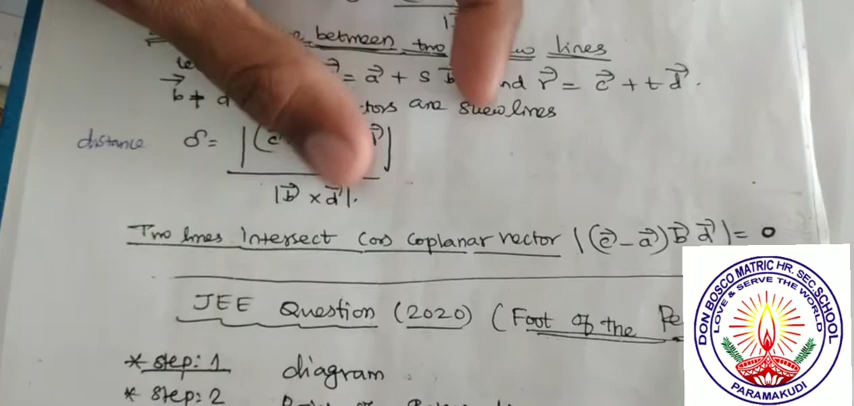 |b
between two lines
r⃗ = a⃗ + s b⃗ and r⃗ = c⃗ + t d⃗.
b⃗ ≠ d are skew lines
distance δ = |(c⃗
|b⃗ × d⃗|.
Two lines intersect (or) coplanar vector |(c⃗ - a⃗) b⃗ d⃗| = 0
JEE Question (2020) (Foot of the Pe
* step: 1 diagram
* step: 2
DON BOSCO MATRIC HR. SEC. SCHOOL
LOVE & SERVE THE WORLD
PARAMAKUDI